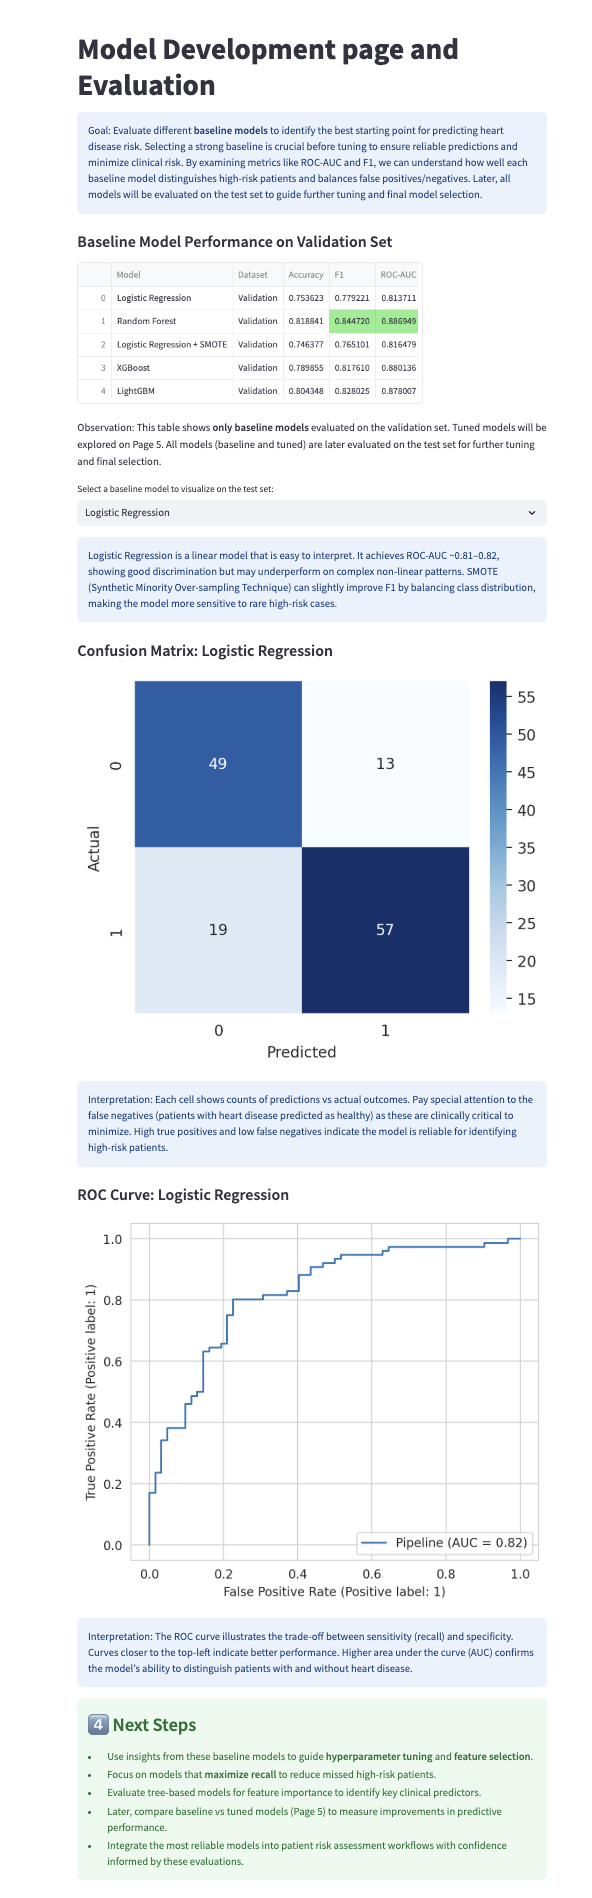 Model Development page and
Evaluation
Goal: Evaluate different baseline models to identify the best starting point for predicting heart
disease risk. Selecting a strong baseline is crucial before tuning to ensure reliable predictions and
minimize clinical risk. By examining metrics like ROC-AUC and F1, we can understand how well each
baseline model distinguishes high-risk patients and balances false positives/negatives. Later, all
models will be evaluated on the test set to guide further tuning and final model selection.
Baseline Model Performance on Validation Set
Model Dataset Accuracy F1 ROC-AUC
0 Logistic Regression Validation 0.753623 0.779221 0.813711
1 Random Forest Validation 0.818841 0.844720 0.886949
2 Logistic Regression + SMOTE Validation 0.746377 0.765101 0.816479
3 XGBoost Validation 0.789855 0.817610 0.880136
4 LightGBM Validation 0.804348 0.828025 0.878007
Observation: This table shows only baseline models evaluated on the validation set. Tuned models will be
explored on Page 5. All models (baseline and tuned) are later evaluated on the test set for further tuning
and final selection.
Select a baseline model to visualize on the test set:
Logistic Regression
Logistic Regression is a linear model that is easy to interpret. It achieves ROC-AUC ~0.81–0.82,
showing good discrimination but may underperform on complex non-linear patterns. SMOTE
(Synthetic Minority Over-sampling Technique) can slightly improve F1 by balancing class distribution,
making the model more sensitive to rare high-risk cases.
Confusion Matrix: Logistic Regression
55
50
45
40
35
30
25
20
15
49 13
19 57
0
1
Actual
0 1
Predicted
Interpretation: Each cell shows counts of predictions vs actual outcomes. Pay special attention to the
false negatives (patients with heart disease predicted as healthy) as these are clinically critical to
minimize. High true positives and low false negatives indicate the model is reliable for identifying
high-risk patients.
ROC Curve: Logistic Regression
1.0
0.8
0.6
0.4
0.2
0.0
True Positive Rate (Positive label: 1)
Pipeline (AUC = 0.82)
0.0 0.2 0.4 0.6 0.8 1.0
False Positive Rate (Positive label: 1)
Interpretation: The ROC curve illustrates the trade-off between sensitivity (recall) and specificity.
Curves closer to the top-left indicate better performance. Higher area under the curve (AUC) confirms
the model's ability to distinguish patients with and without heart disease.
4 Next Steps
• Use insights from these baseline models to guide hyperparameter tuning and feature selection.
• Focus on models that maximize recall to reduce missed high-risk patients.
• Evaluate tree-based models for feature importance to identify key clinical predictors.
• Later, compare baseline vs tuned models (Page 5) to measure improvements in predictive
performance.
• Integrate the most reliable models into patient risk assessment workflows with confidence
informed by these evaluations.